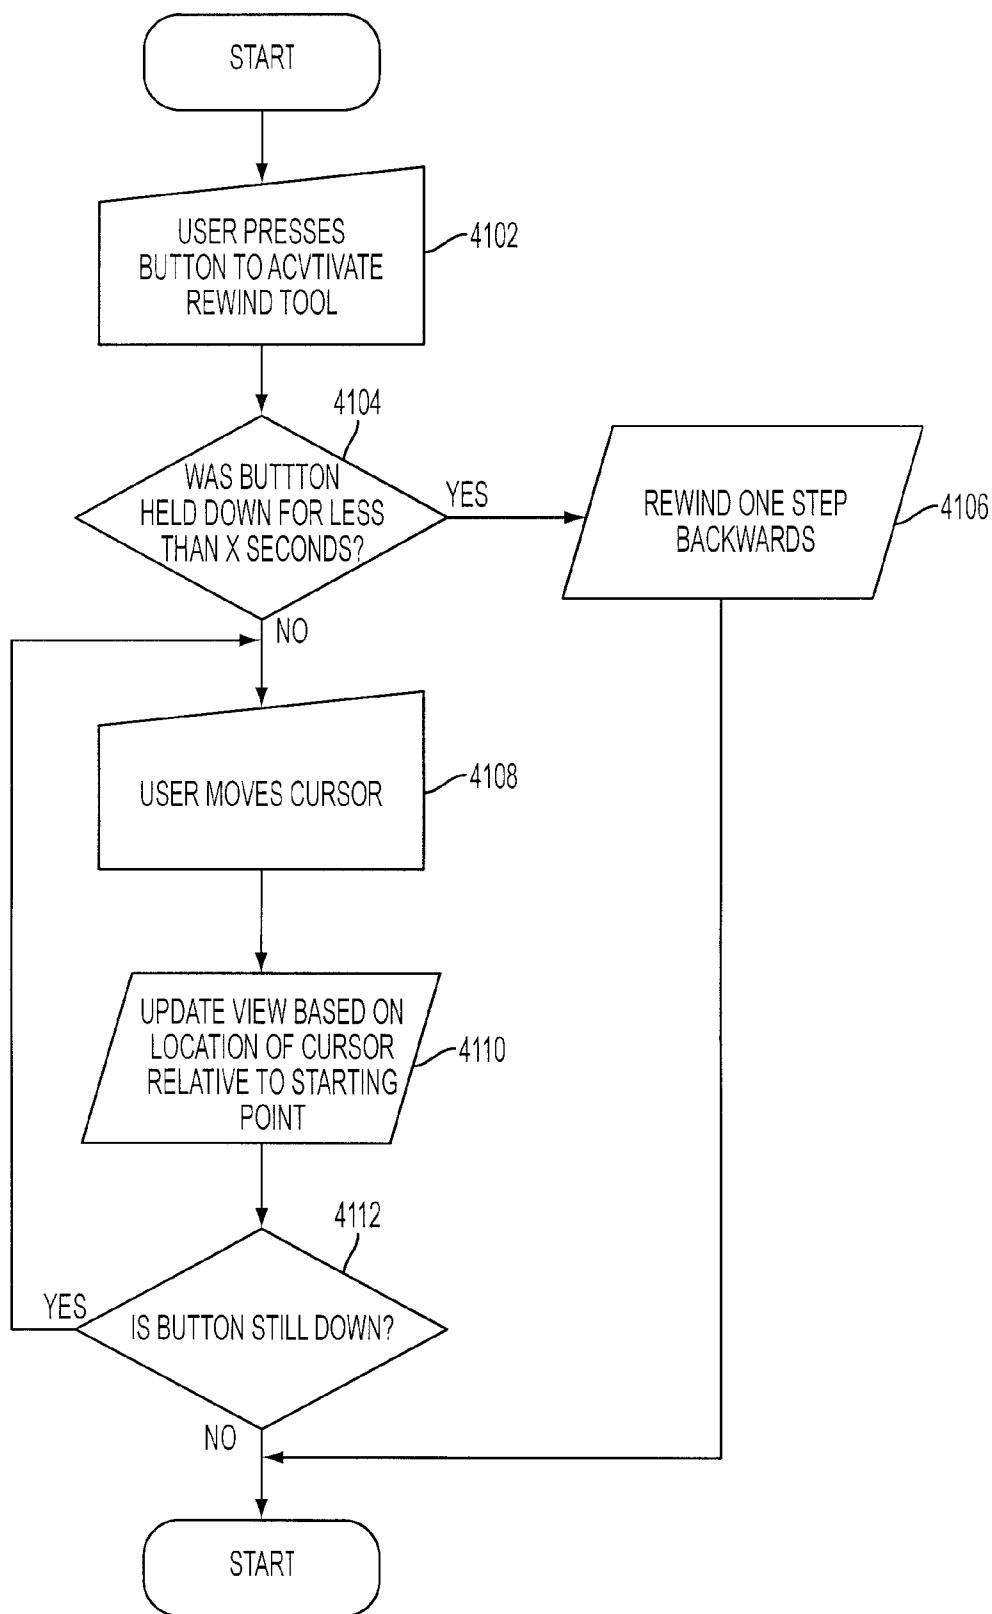 START
USER PRESSES
BUTTON TO ACVTIVATE
REWIND TOOL
4102
4104
WAS BUTTTON
HELD DOWN FOR LESS
THAN X SECONDS?
YES
REWIND ONE STEP
BACKWARDS
4106
NO
USER MOVES CURSOR
4108
UPDATE VIEW BASED ON
LOCATION OF CURSOR
RELATIVE TO STARTING
POINT
4110
4112
YES
IS BUTTON STILL DOWN?
NO
START